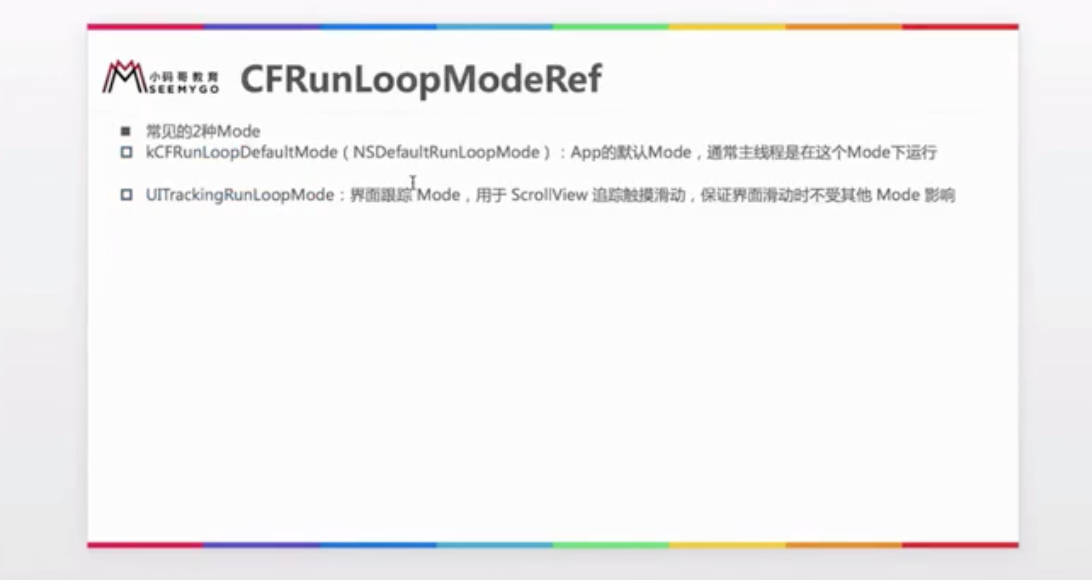 小码哥教育
SEEMYGO
CFRunLoopModeRef
常见的2种Mode
kCFRunLoopDefaultMode（NSDefaultRunLoopMode）：App的默认Mode，通常主线程是在这个Mode下运行
UITrackingRunLoopMode：界面跟踪 Mode，用于 ScrollView 追踪触摸滑动，保证界面滑动时不受其他 Mode 影响